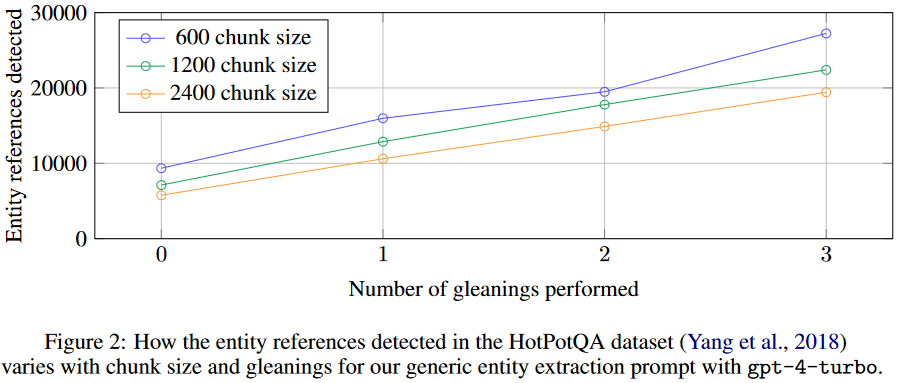 30000
20000
10000
0
Entity references detected
600 chunk size
1200 chunk size
2400 chunk size
0 1 2 3
Number of gleanings performed
Figure 2: How the entity references detected in the HotPotQA dataset (Yang et al., 2018)
varies with chunk size and gleanings for our generic entity extraction prompt with gpt-4-turbo.